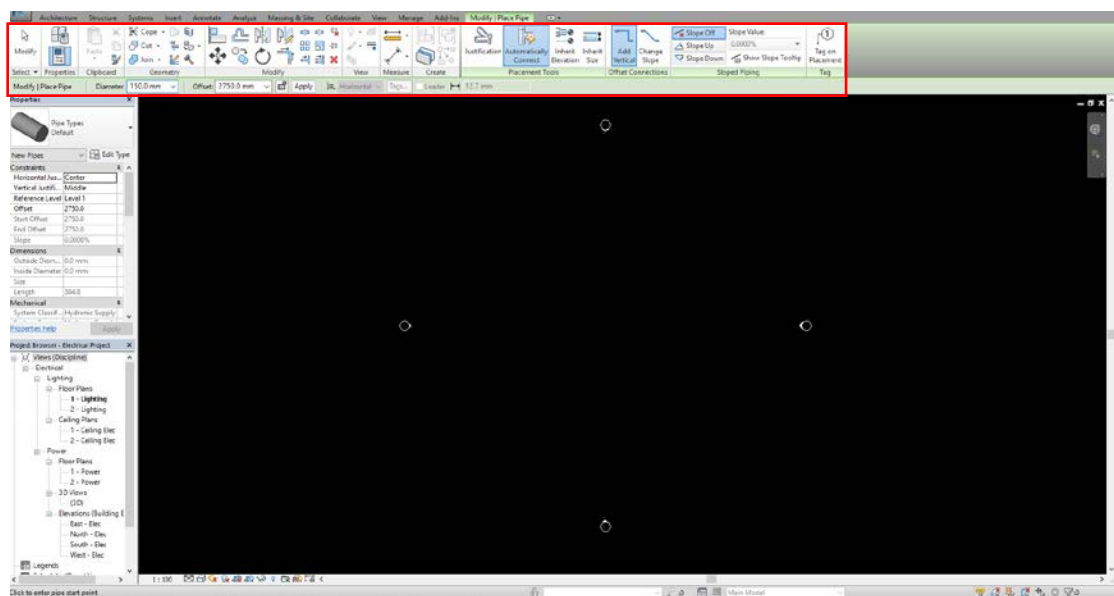 Architecture Structure Systems Insert Annotate Analyze Massing & Site Collaborate View Manage Add-Ins Modify | Place Pipe
Modify Paste Cope Cut Join Justification Automatically Connect Inherit Elevation Inherit Size Add Vertical Change Slope Slope Off Slope Up Slope Down Slope Value: 0.0000% Show Slope Tooltip Tag on Placement
Select Properties Clipboard Geometry Modify View Measure Create Placement Tools Offset Connections Sloped Piping Tag
Modify | Place Pipe Diameter 150.0 mm Offset: 2750.0 mm Apply Horizontal Tags... Leader 12.7 mm
Properties
Pipe Types
Default
New Pipes Edit Type
Constraints
Horizontal Jus... Center
Vertical Justifi... Middle
Reference Level Level 1
Offset 2750.0
Start Offset 2750.0
End Offset 2750.0
Slope 0.0000%
Dimensions
Outside Diam... 0.0 mm
Inside Diameter 0.0 mm
Size
Length 304.8
Mechanical
System Classif... Hydronic Supply
Properties help Apply
Project Browser - Electrical Project
Views (Discipline)
Electrical
Lighting
Floor Plans
1 - Lighting
2 - Lighting
Ceiling Plans
1 - Ceiling Elec
2 - Ceiling Elec
Power
Floor Plans
1 - Power
2 - Power
3D Views
{3D}
Elevations (Building E
East - Elec
North - Elec
South - Elec
West - Elec
Legends
1 : 100
Click to enter pipe start point Main Model